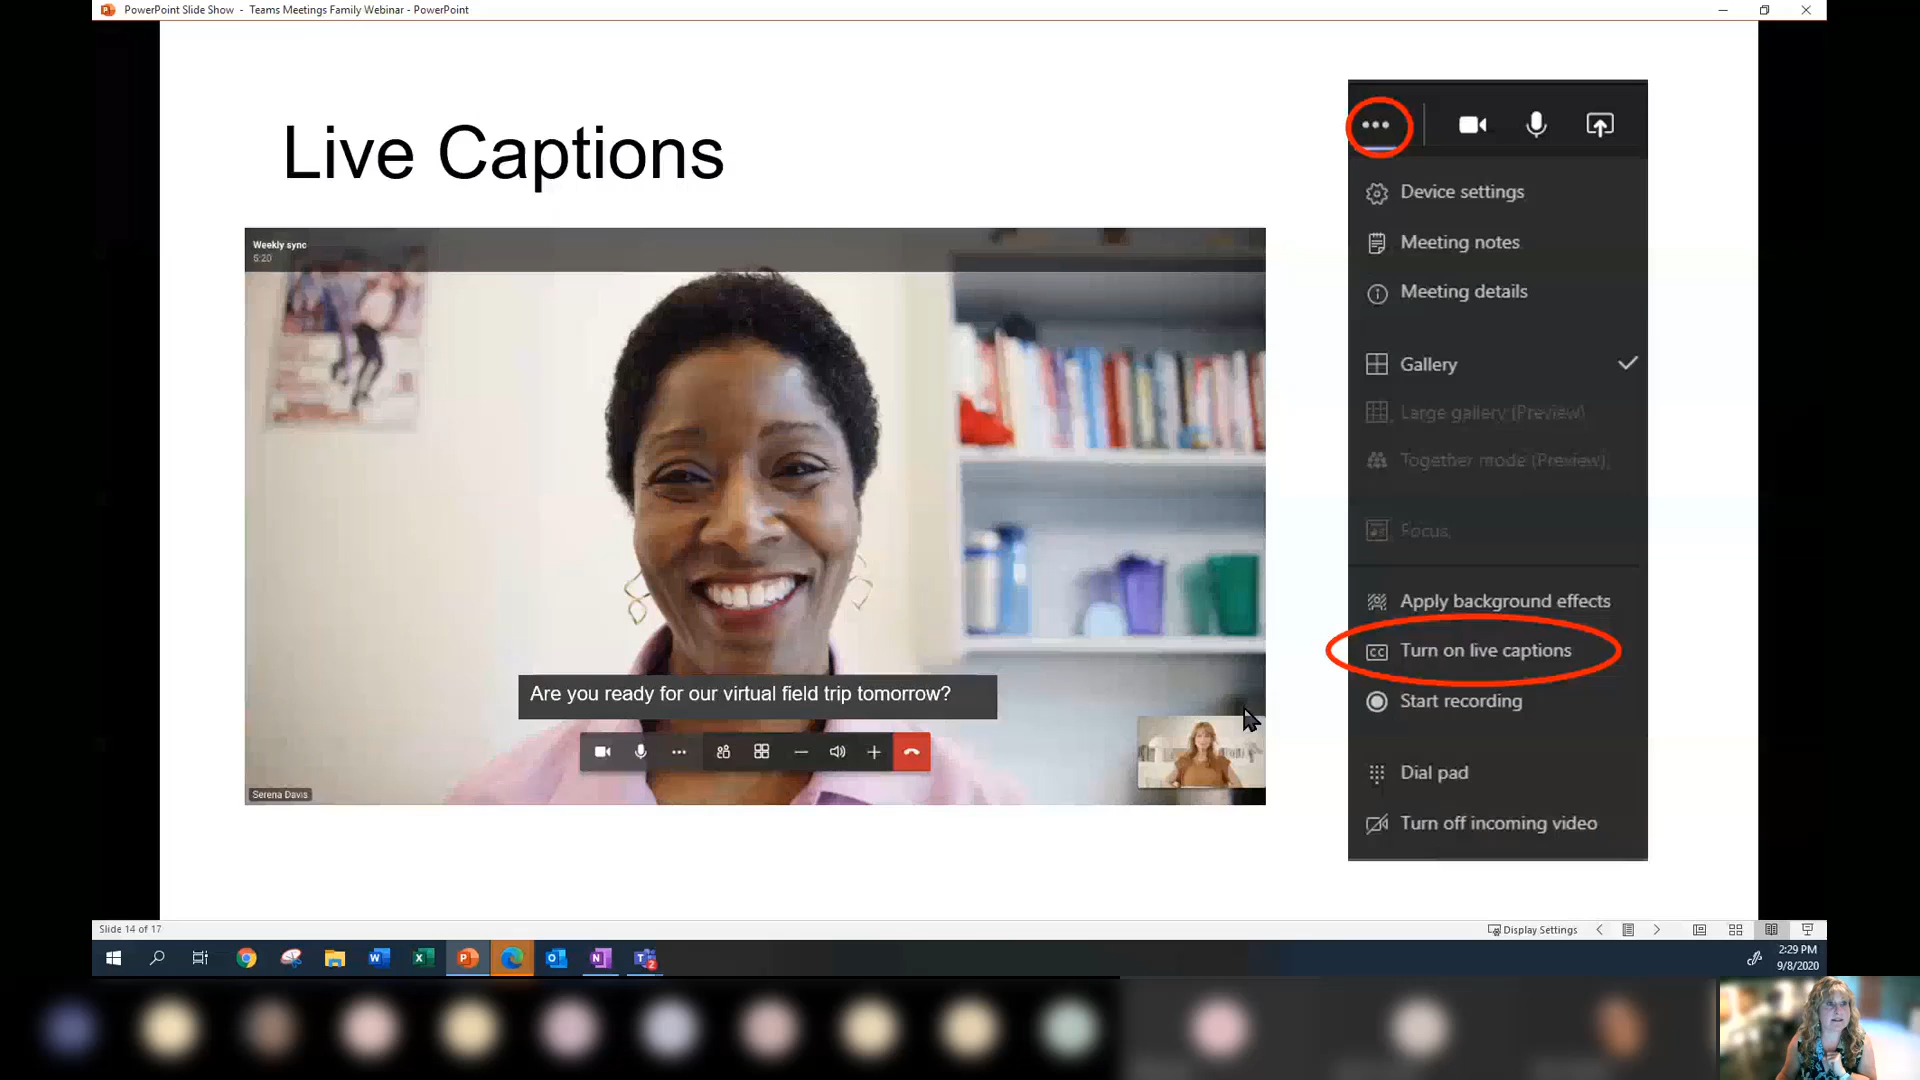 PowerPoint Slide Show - Teams Meetings Family Webinar - PowerPoint
Live Captions
Weekly sync
5:20
Are you ready for our virtual field trip tomorrow?
Serena Davis
Device settings
Meeting notes
Meeting details
Gallery
Large gallery (Preview)
Together mode (Preview)
Focus
Apply background effects
CC Turn on live captions
Start recording
Dial pad
Turn off incoming video
Slide 14 of 17
Display Settings
2:29 PM
9/8/2020